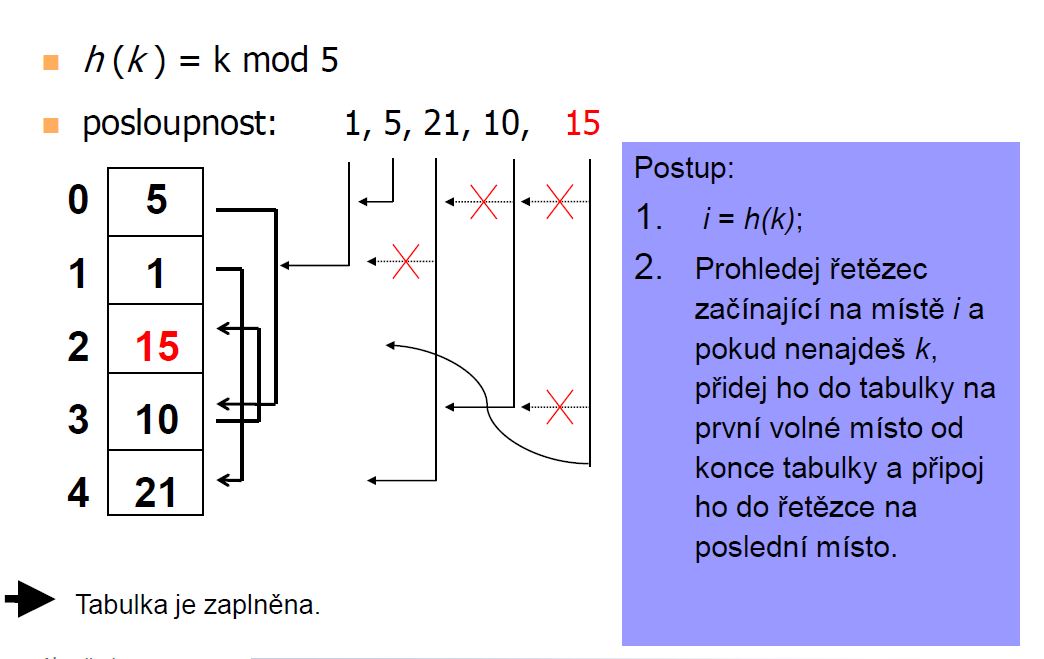 h (k) = k mod 5
posloupnost: 1, 5, 21, 10, 15
0 5
1 1
2 15
3 10
4 21
Tabulka je zaplněna.
Postup:
1. i = h(k);
2. Prohledej řetězec
začínající na místě i a
pokud nenajdeš k,
přidej ho do tabulky na
první volné místo od
konce tabulky a připoj
ho do řetězce na
poslední místo.